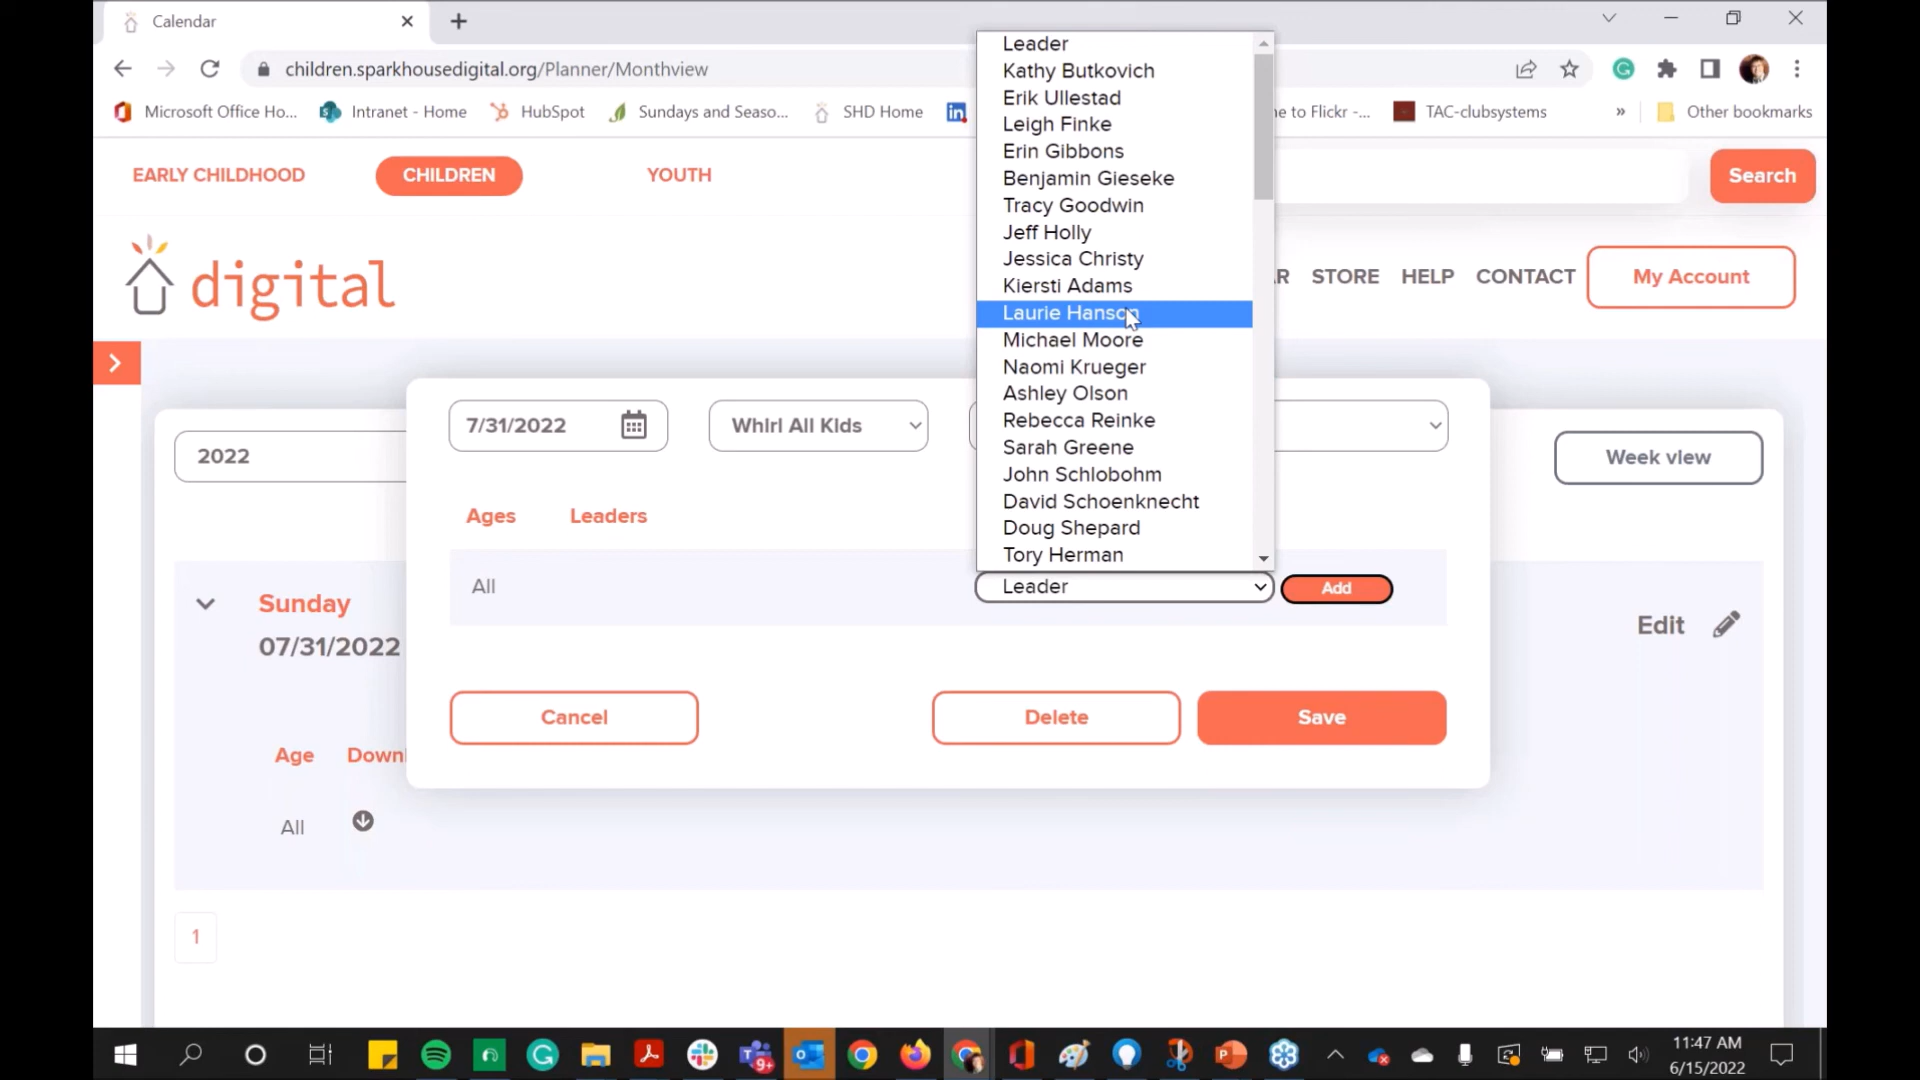 Calendar
children.sparkhousedigital.org/Planner/Monthview
Microsoft Office Ho...
Intranet - Home
HubSpot
Sundays and Seaso...
SHD Home
in
ne to Flickr -...
TAC-clubsystems
»
Other bookmarks
EARLY CHILDHOOD
CHILDREN
YOUTH
Search
digital
R
STORE
HELP
CONTACT
My Account
Leader
Kathy Butkovich
Erik Ullestad
Leigh Finke
Erin Gibbons
Benjamin Gieseke
Tracy Goodwin
Jeff Holly
Jessica Christy
Kiersti Adams
Laurie Hanson
Michael Moore
Naomi Krueger
Ashley Olson
Rebecca Reinke
Sarah Greene
John Schlobohm
David Schoenknecht
Doug Shepard
Tory Herman
7/31/2022
Whirl All Kids
2022
Week view
Ages
Leaders
All
Leader
Add
Sunday
07/31/2022
Edit
Cancel
Delete
Save
Age
Downl
All
1
9+
11:47 AM
6/15/2022